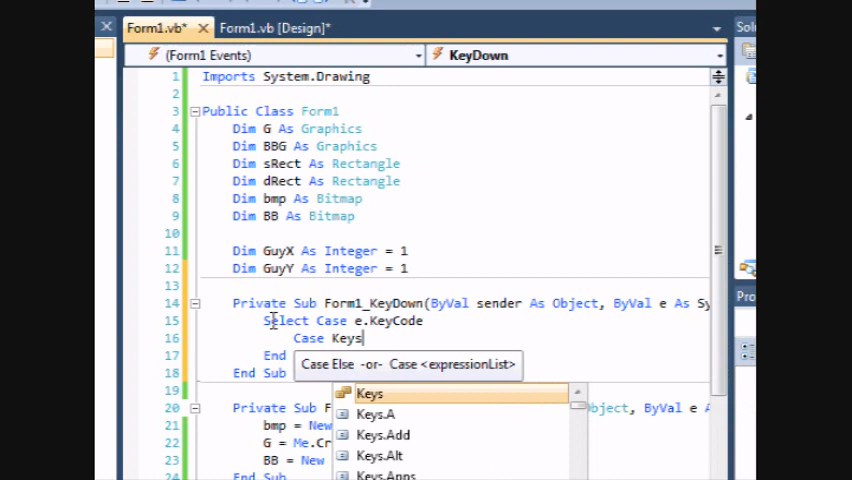 Form1.vb* Form1.vb [Design]* Solu
(Form1 Events) KeyDown
1 Imports System.Drawing
2
3 Public Class Form1
4 Dim G As Graphics
5 Dim BBG As Graphics
6 Dim sRect As Rectangle
7 Dim dRect As Rectangle
8 Dim bmp As Bitmap
9 Dim BB As Bitmap
10
11 Dim GuyX As Integer = 1
12 Dim GuyY As Integer = 1
13
14 Private Sub Form1_KeyDown(ByVal sender As Object, ByVal e As Sy
15 Select Case e.KeyCode
16 Case Keys
17 End
Case Else -or- Case <expressionList>
18 End Sub
19
Keys
20 Private Sub F bject, ByVal e A
Keys.A
21 bmp = New
Keys.Add
22 G = Me.Cr
Keys.Alt
23 BB = New
Keys.Apps
24 End Sub
Pro